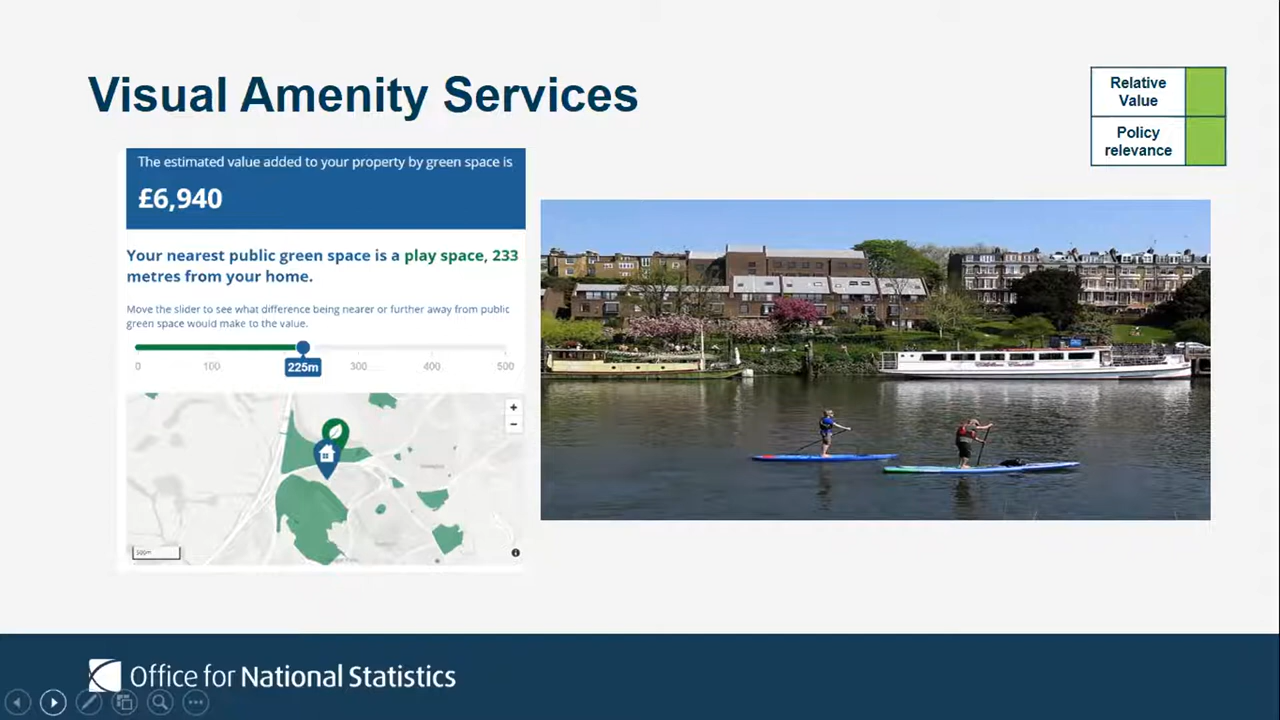 Visual Amenity Services
Relative
Value
Policy
relevance
The estimated value added to your property by green space is
£6,940
Your nearest public green space is a play space, 233
metres from your home.
Move the slider to see what difference being nearer or further away from public
green space would make to the value.
0 100 300 400 500
225m
+
−
Office for National Statistics